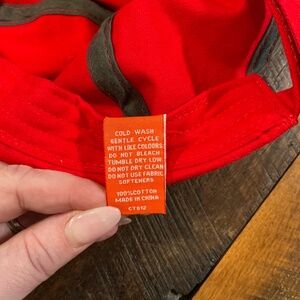 COLD WASH
GENTLE CYCLE
WITH LIKE COLOURS
DO NOT BLEACH
TUMBLE DRY LOW
DO NOT DRY CLEAN
DO NOT USE FABRIC
SOFTENERS
100%COTTON
MADE IN CHINA
CT612